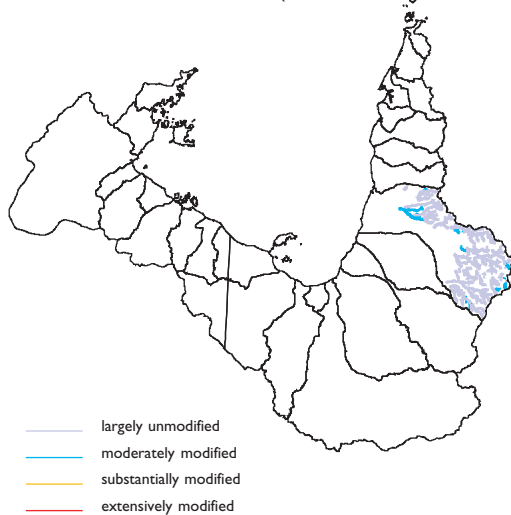 largely unmodified
moderately modified
substantially modified
extensively modified